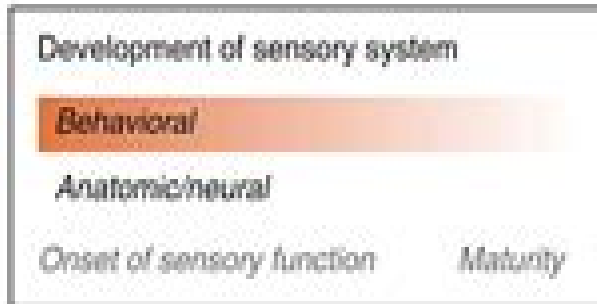 Development of sensory system
Behavioral
Anatomic/neural
Onset of sensory function Maturity